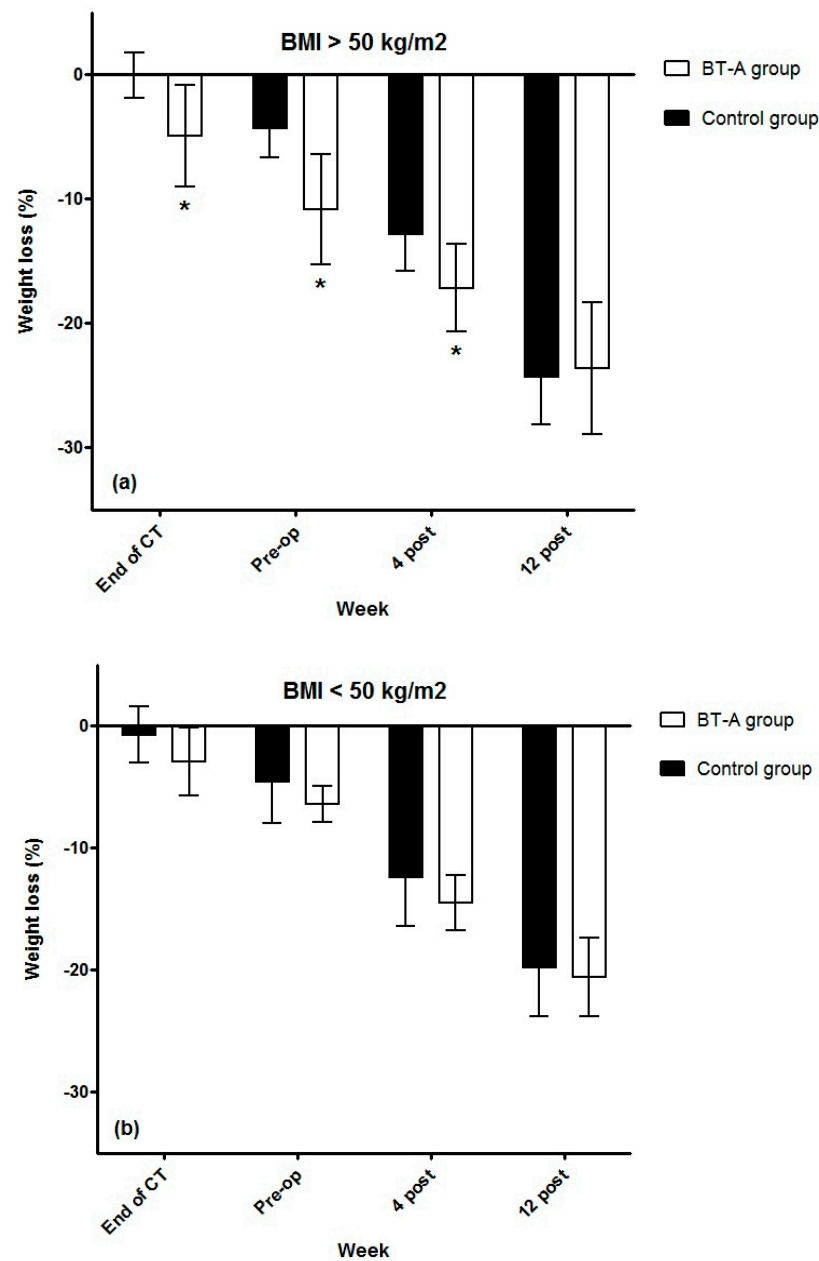 BMI > 50 kg/m2
BT-A group
Control group
0
-10
-20
-30
Weight loss (%)
*
*
*
(a)
End of CT
Pre-op
4 post
12 post
Week
BMI < 50 kg/m2
BT-A group
Control group
0
-10
-20
-30
Weight loss (%)
(b)
End of CT
Pre-op
4 post
12 post
Week